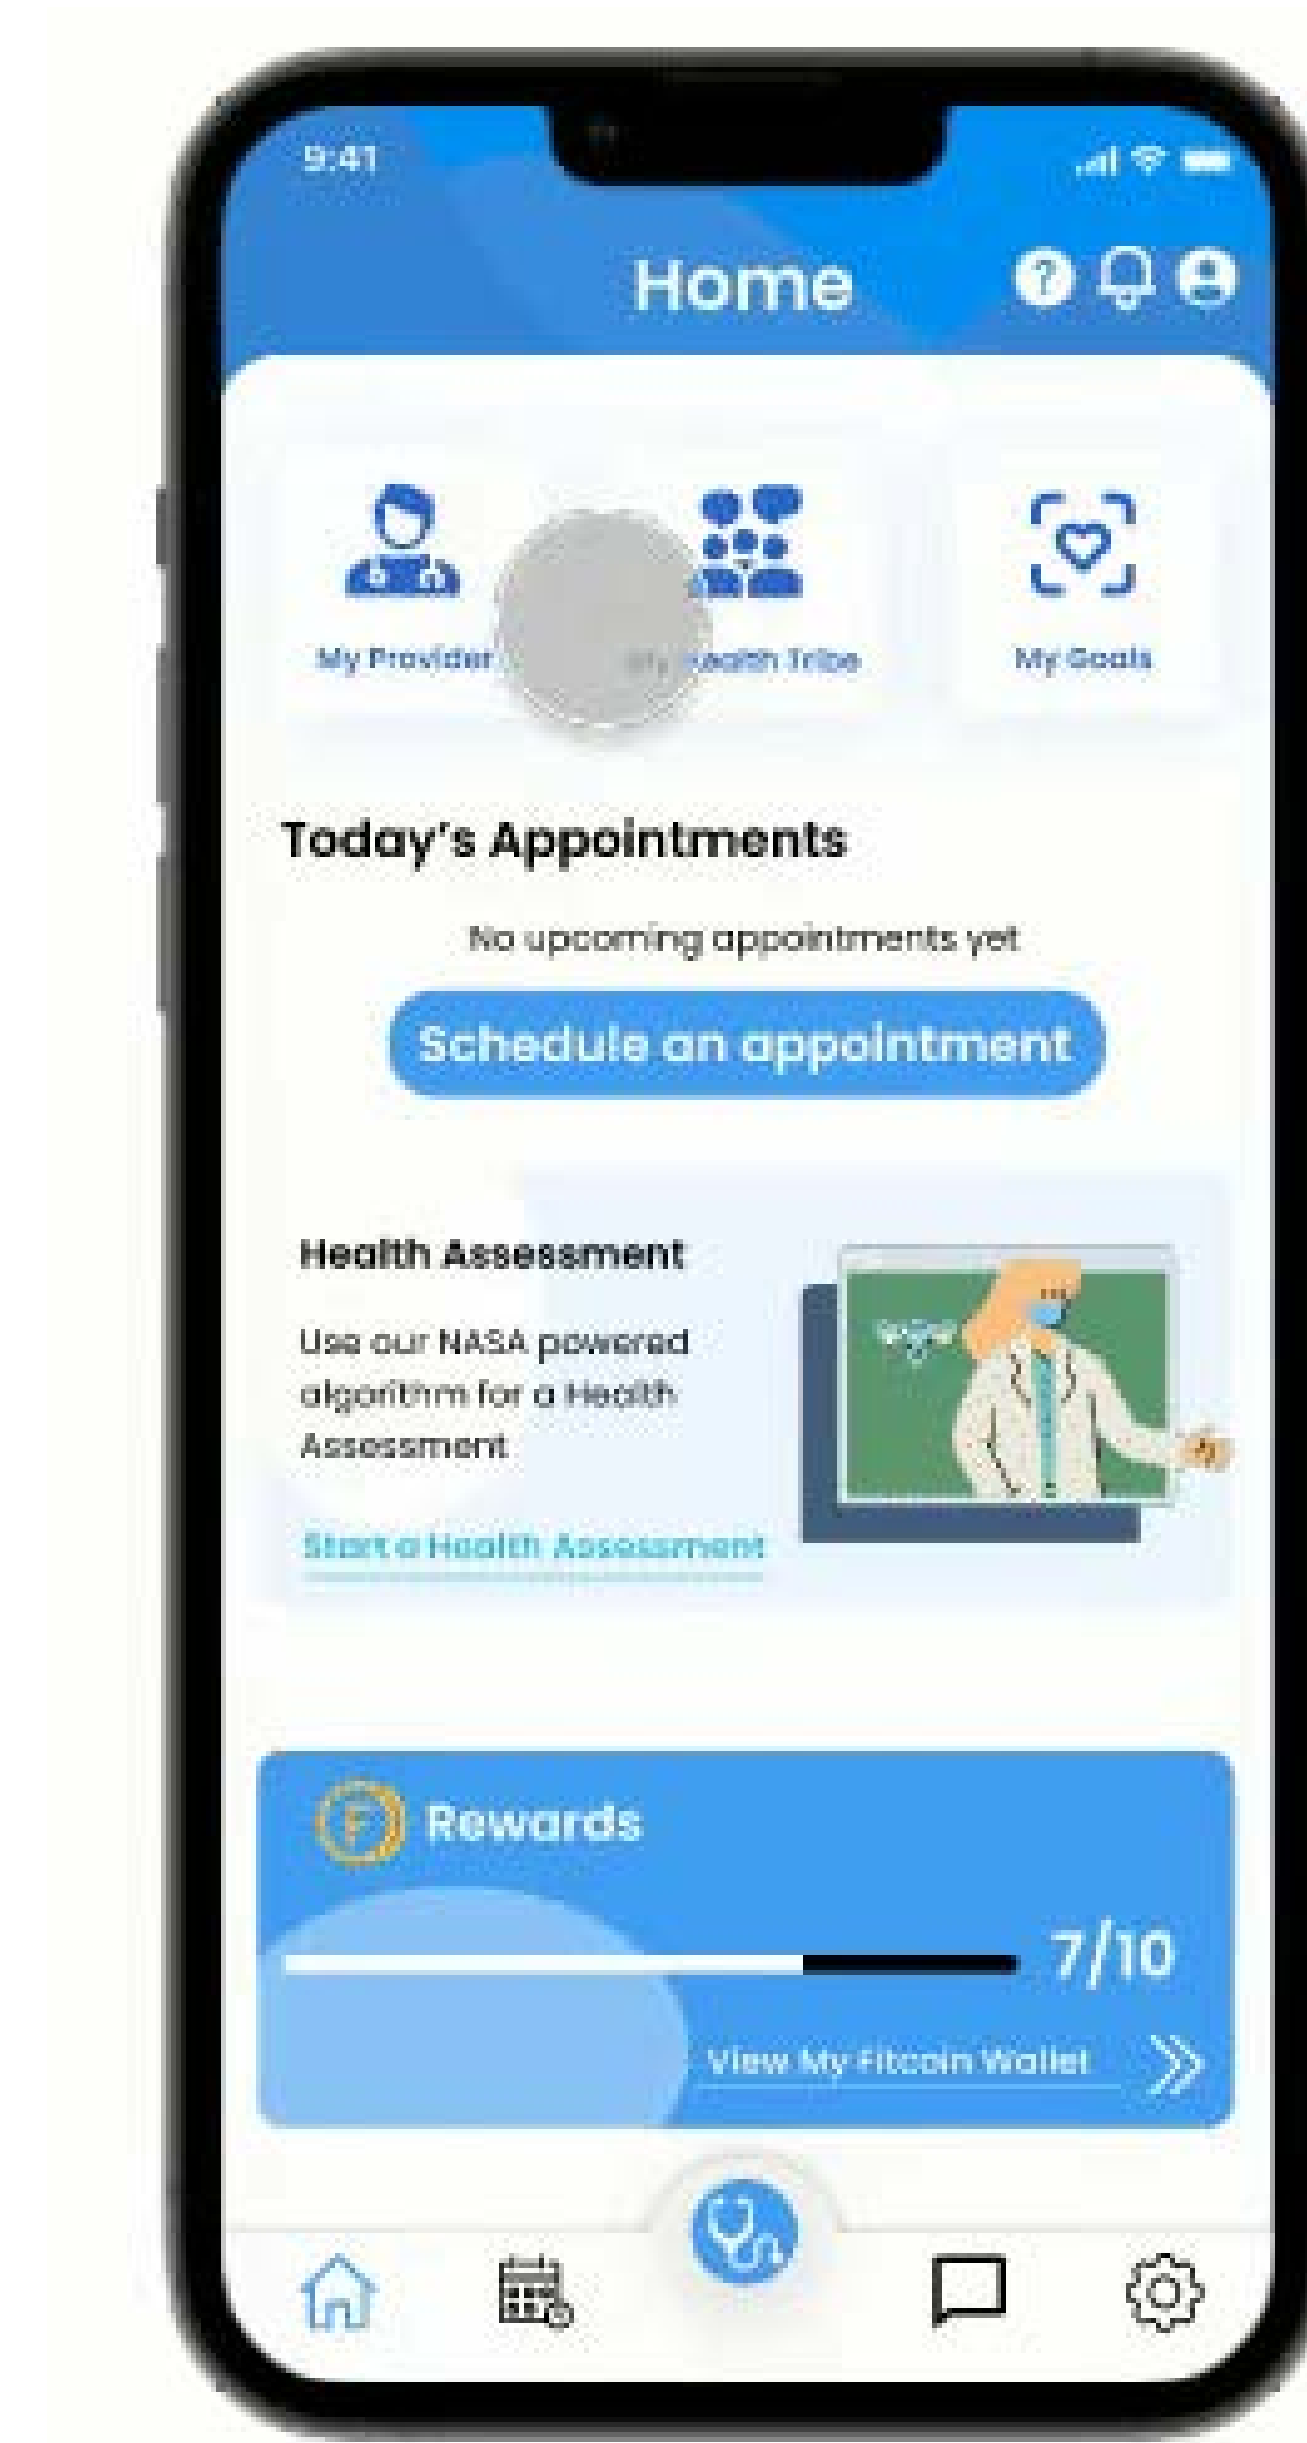 9:41
Home
?
My Provider
My Health Tribe
My Goals
Today's Appointments
No upcoming appointments yet
Schedule an appointment
Health Assessment
Use our NASA powered
algorithm for a Health
Assessment
Start a Health Assessment
F Rewards
7/10
View My Fitcoin Wallet